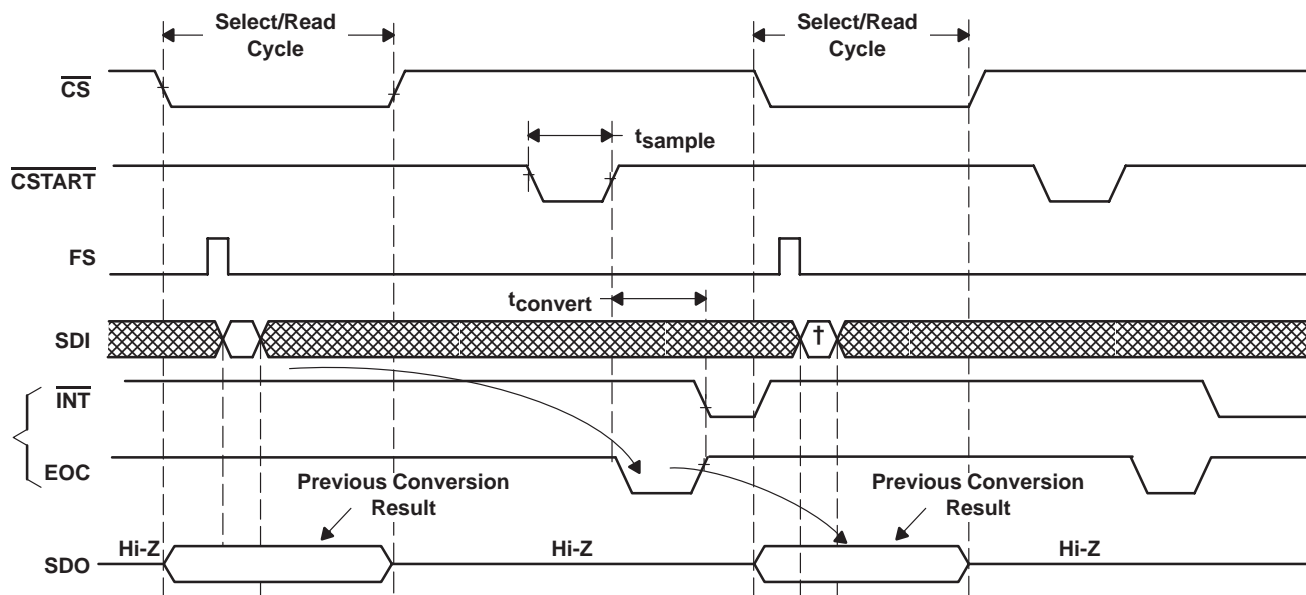 Select/Read
Cycle
Select/Read
Cycle
CS
tsample
CSTART
FS
tconvert
SDI
†
INT
EOC
Previous Conversion
Result
Previous Conversion
Result
Hi-Z
Hi-Z
Hi-Z
SDO